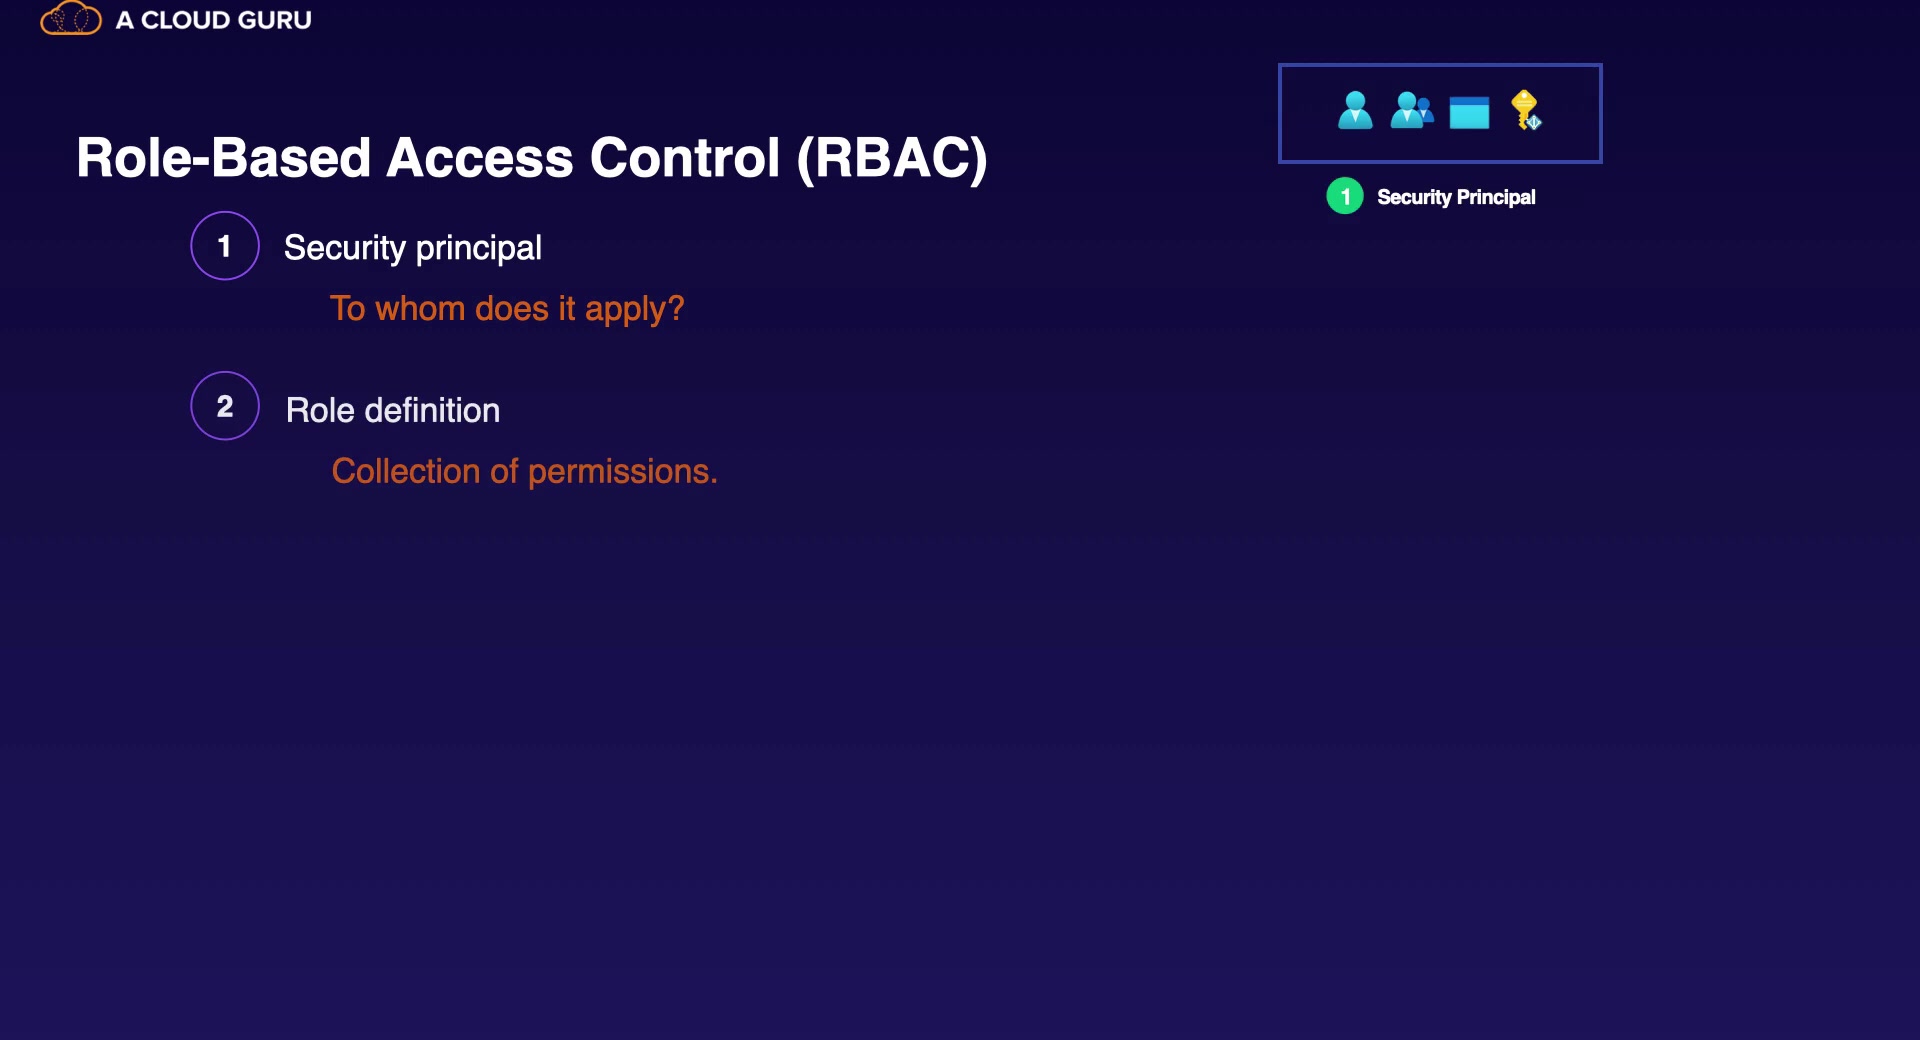 A CLOUD GURU
Role-Based Access Control (RBAC)
1 Security principal
To whom does it apply?
2 Role definition
Collection of permissions.
1 Security Principal